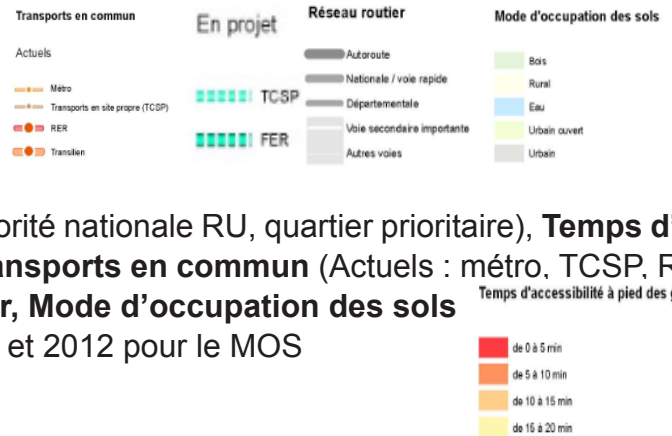 Transports en commun
Actuels
Métro
Transports en site propre (TCSP)
RER
Transilien
En projet
TCSP
FER
Réseau routier
Autoroute
Nationale / voie rapide
Départementale
Voie secondaire importante
Autres voies
Mode d'occupation des sols
Bois
Rural
Eau
Urbain ouvert
Urbain
orité nationale RU, quartier prioritaire), Temps d'
ansports en commun (Actuels : métro, TCSP, R
r, Mode d'occupation des sols
et 2012 pour le MOS
Temps d'accessibilité à pied des g
de 0 à 5 min
de 5 à 10 min
de 10 à 15 min
de 15 à 20 min